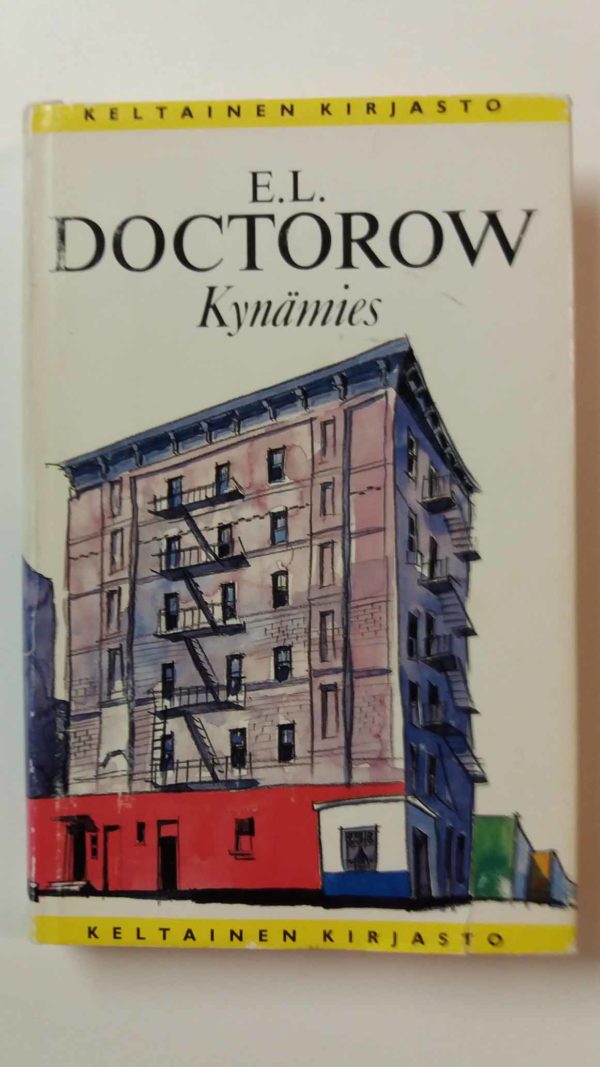 KELTAINEN KIRJASTO
E.L.
DOCTOROW
Kynämies
KELTAINEN KIRJASTO